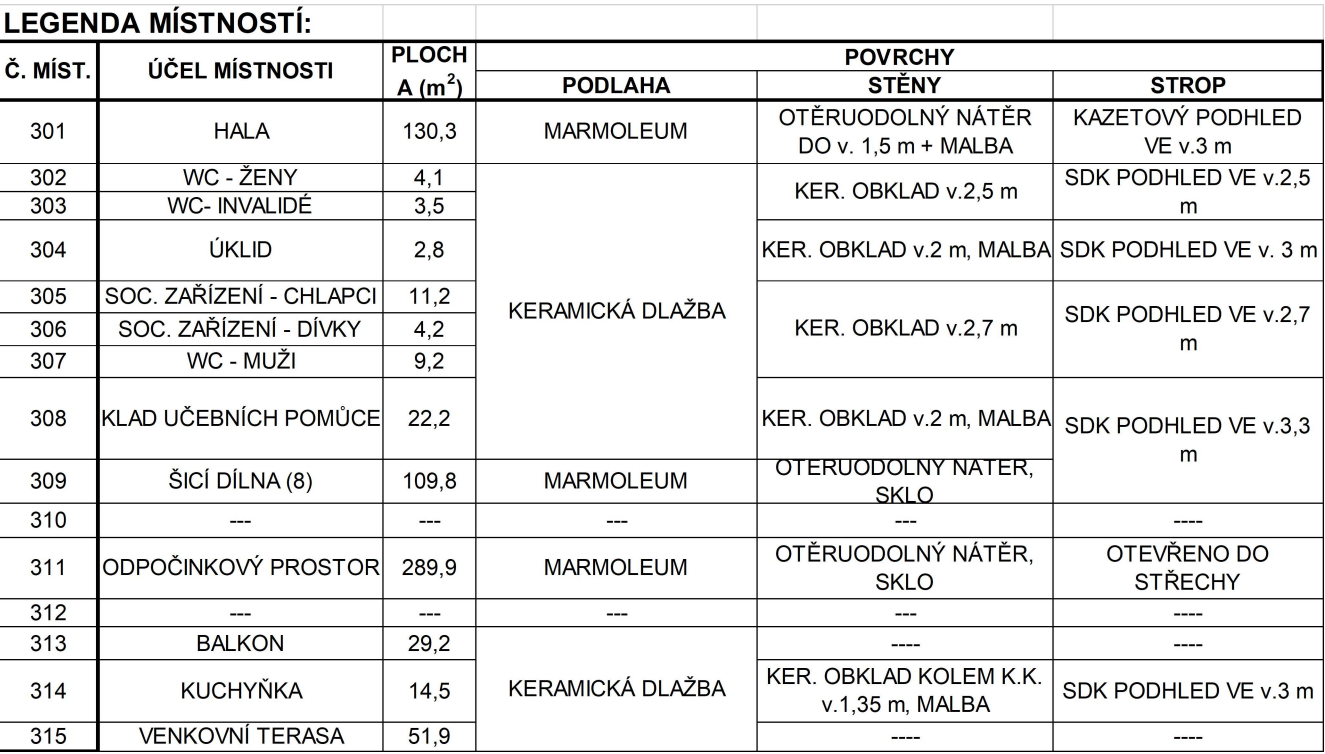 LEGENDA MÍSTNOSTÍ:
Č. MÍST. ÚČEL MÍSTNOSTI PLOCH A (m²) POVRCHY
PODLAHA STĚNY STROP
301 HALA 130,3 MARMOLEUM OTĚRUODOLNÝ NÁTĚR DO v. 1,5 m + MALBA KAZETOVÝ PODHLED VE v.3 m
302 WC - ŽENY 4,1 KERAMICKÁ DLAŽBA KER. OBKLAD v.2,5 m SDK PODHLED VE v.2,5 m
303 WC- INVALIDÉ 3,5
304 ÚKLID 2,8 KER. OBKLAD v.2 m, MALBA SDK PODHLED VE v. 3 m
305 SOC. ZAŘÍZENÍ - CHLAPCI 11,2 KER. OBKLAD v.2,7 m SDK PODHLED VE v.2,7 m
306 SOC. ZAŘÍZENÍ - DÍVKY 4,2
307 WC - MUŽI 9,2
308 KLAD UČEBNÍCH POMŮCE 22,2 KER. OBKLAD v.2 m, MALBA SDK PODHLED VE v.3,3 m
309 ŠICÍ DÍLNA (8) 109,8 MARMOLEUM OTĚRUODOLNÝ NÁTĚR, SKLO
310 --- --- --- --- ----
311 ODPOČINKOVÝ PROSTOR 289,9 MARMOLEUM OTĚRUODOLNÝ NÁTĚR, SKLO OTEVŘENO DO STŘECHY
312 --- --- --- --- ----
313 BALKON 29,2 KERAMICKÁ DLAŽBA ---- ----
314 KUCHYŇKA 14,5 KER. OBKLAD KOLEM K.K. v.1,35 m, MALBA SDK PODHLED VE v.3 m
315 VENKOVNÍ TERASA 51,9 ---- ----